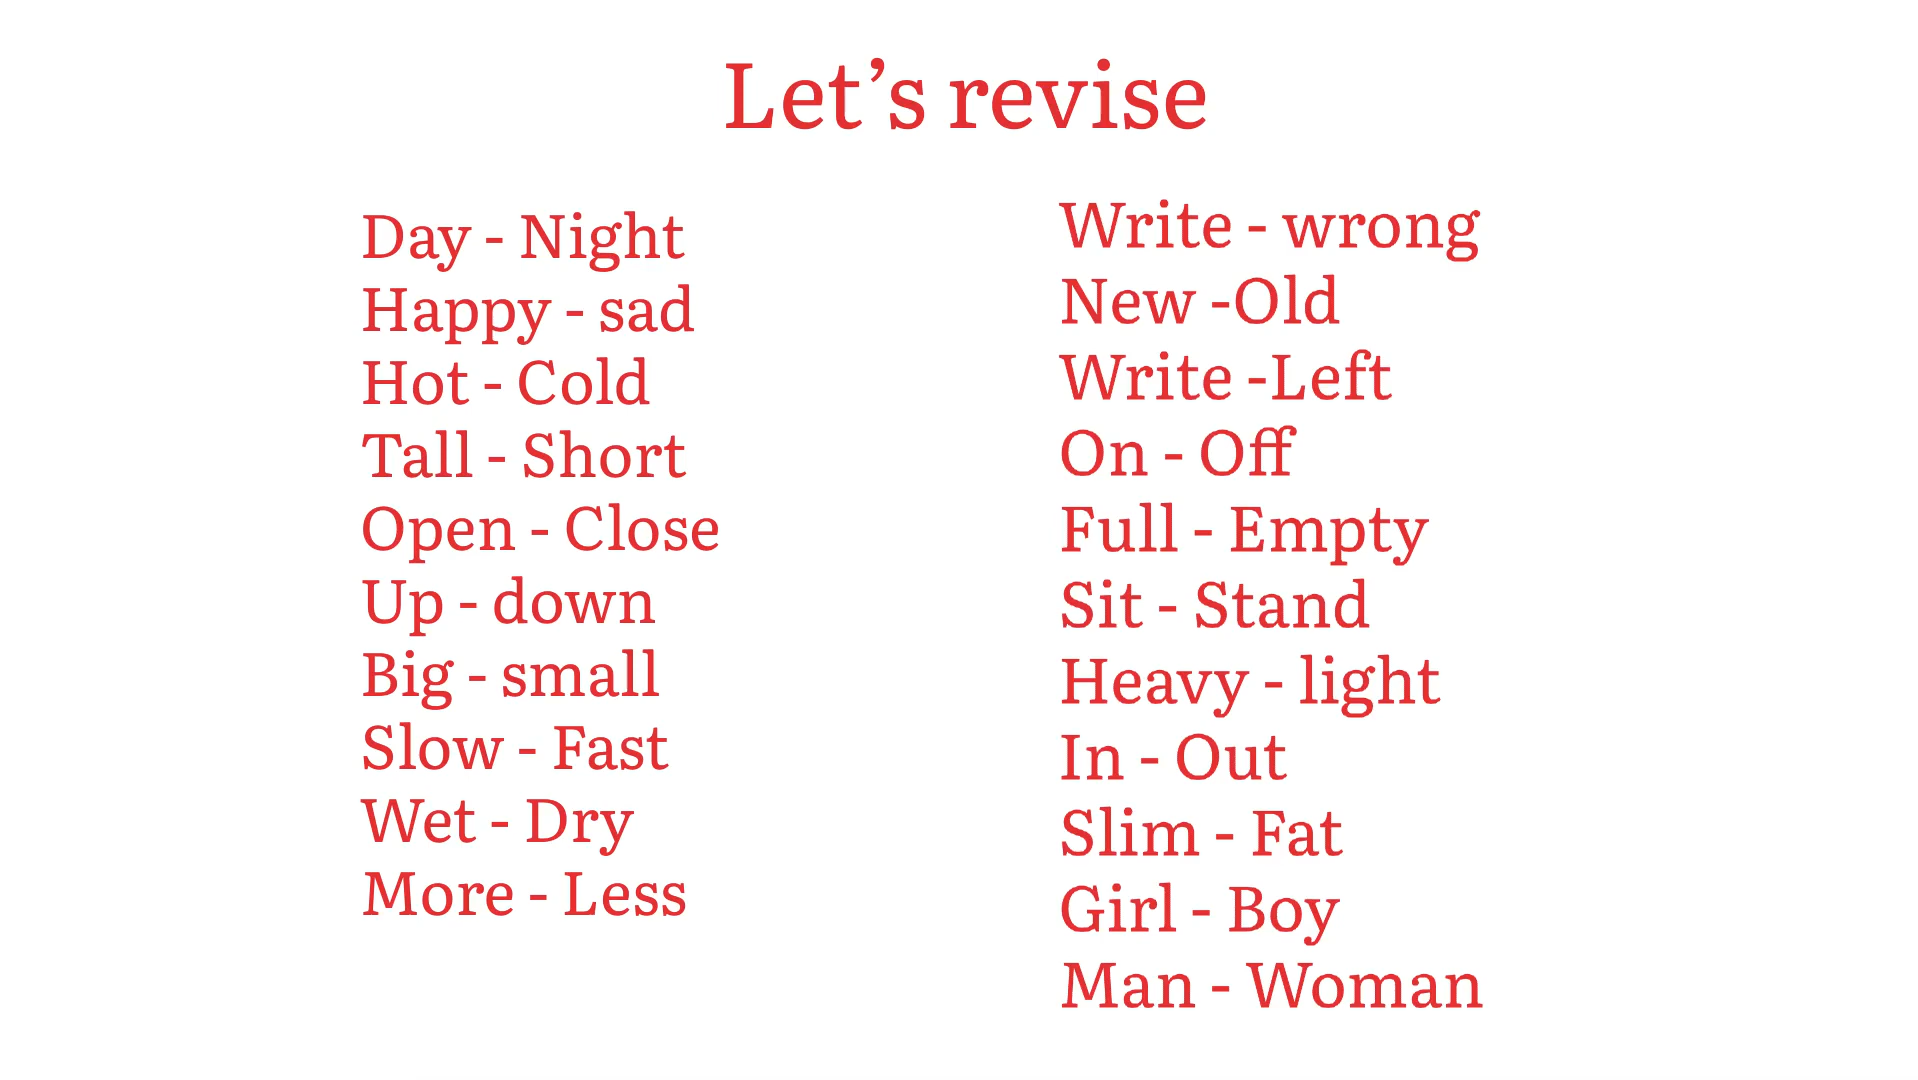 Let’s revise
Day - Night
Happy - sad
Hot - Cold
Tall - Short
Open - Close
Up - down
Big - small
Slow - Fast
Wet - Dry
More - Less
Write - wrong
New -Old
Write -Left
On - Off
Full - Empty
Sit - Stand
Heavy - light
In - Out
Slim - Fat
Girl - Boy
Man - Woman